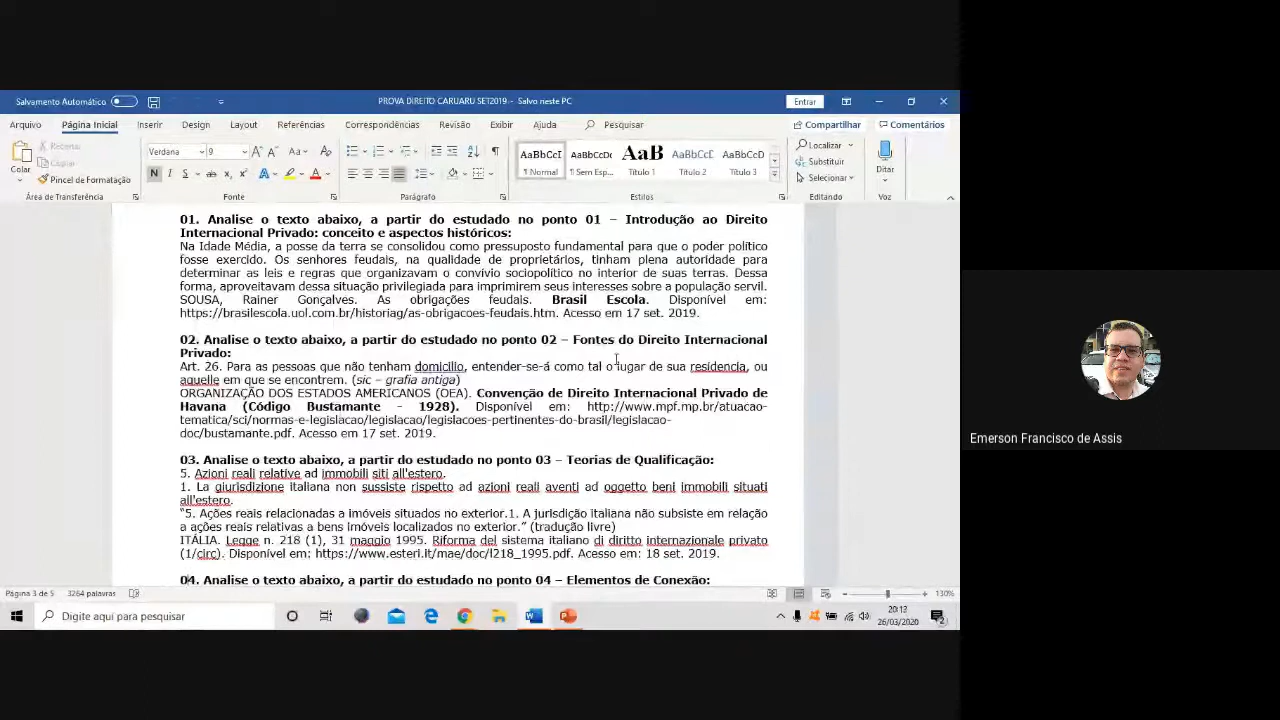 Salvamento Automático
PROVA DIREITO CARUARU SET2019 - Salvo neste PC
Entrar
Arquivo Página Inicial Inserir Design Layout Referências Correspondências Revisão Exibir Ajuda Pesquisar Compartilhar Comentários
Colar
Recortar
Copiar
Pincel de Formatação
Verdana 9
N I S
AaBbCcI AaBbCcDc AaB AaBbCcD AaBbCcD
¶ Normal ¶ Sem Esp... Título 1 Título 2 Título 3
Localizar
Substituir
Selecionar
Ditar
Área de Transferência Fonte Parágrafo Estilos Editando Voz
01. Analise o texto abaixo, a partir do estudado no ponto 01 – Introdução ao Direito
Internacional Privado: conceito e aspectos históricos:
Na Idade Média, a posse da terra se consolidou como pressuposto fundamental para que o poder político
fosse exercido. Os senhores feudais, na qualidade de proprietários, tinham plena autoridade para
determinar as leis e regras que organizavam o convívio sociopolítico no interior de suas terras. Dessa
forma, aproveitavam dessa situação privilegiada para imprimirem seus interesses sobre a população servil.
SOUSA, Rainer Gonçalves. As obrigações feudais. Brasil Escola. Disponível em:
https://brasilescola.uol.com.br/historiag/as-obrigacoes-feudais.htm. Acesso em 17 set. 2019.
02. Analise o texto abaixo, a partir do estudado no ponto 02 – Fontes do Direito Internacional
Privado:
Art. 26. Para as pessoas que não tenham domicilio, entender-se-á como tal o lugar de sua residencia, ou
aquelle em que se encontrem. (sic – grafia antiga)
ORGANIZAÇÃO DOS ESTADOS AMERICANOS (OEA). Convenção de Direito Internacional Privado de
Havana (Código Bustamante - 1928). Disponível em: http://www.mpf.mp.br/atuacao-
tematica/sci/normas-e-legislacao/legislacao/legislacoes-pertinentes-do-brasil/legislacao-
doc/bustamante.pdf. Acesso em 17 set. 2019.
03. Analise o texto abaixo, a partir do estudado no ponto 03 – Teorias de Qualificação:
5. Azioni reali relative ad immobili siti all'estero.
1. La giurisdizione italiana non sussiste rispetto ad azioni reali aventi ad oggetto beni immobili situati
all'estero.
"5. Ações reais relacionadas a imóveis situados no exterior.1. A jurisdição italiana não subsiste em relação
a ações reais relativas a bens imóveis localizados no exterior." (tradução livre)
ITÁLIA. Legge n. 218 (1), 31 maggio 1995. Riforma del sistema italiano di diritto internazionale privato
(1/circ). Disponível em: https://www.esteri.it/mae/doc/l218_1995.pdf. Acesso em: 18 set. 2019.
04. Analise o texto abaixo, a partir do estudado no ponto 04 – Elementos de Conexão:
Página 3 de 5 3264 palavras 130%
Digite aqui para pesquisar
20:13
26/03/2020
Emerson Francisco de Assis